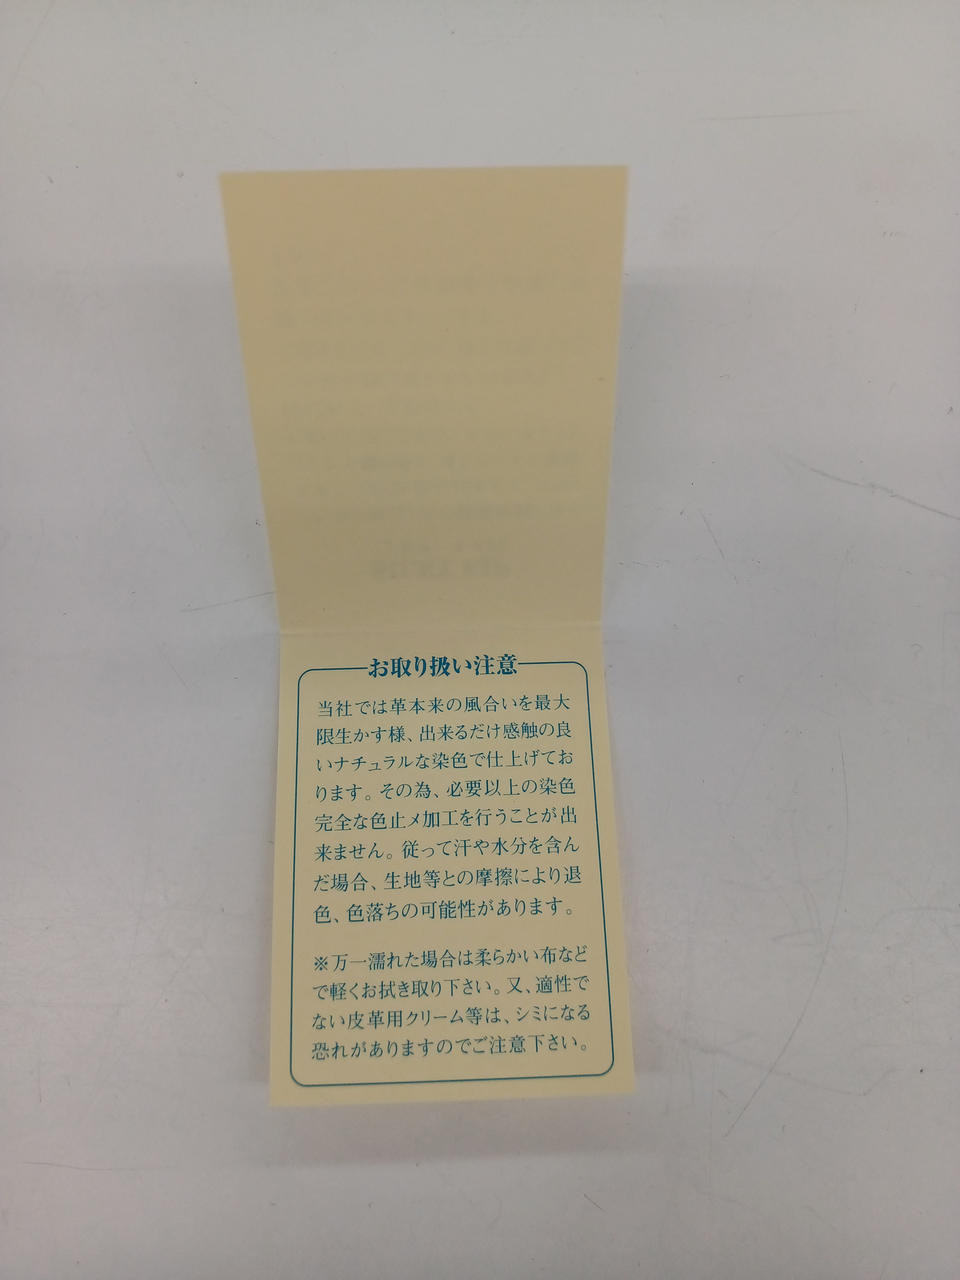 お取り扱い注意
当社では革本来の風合いを最大
限生かす様、出来るだけ感触の良
いナチュラルな染色で仕上げてお
ります。その為、必要以上の染色
完全な色止メ加工を行うことが出
来ません。従って汗や水分を含ん
だ場合、生地等との摩擦により退
色、色落ちの可能性があります。
※万一濡れた場合は柔らかい布など
で軽くお拭き取り下さい。又、適性で
ない皮革用クリーム等は、シミになる
恐れがありますのでご注意下さい。